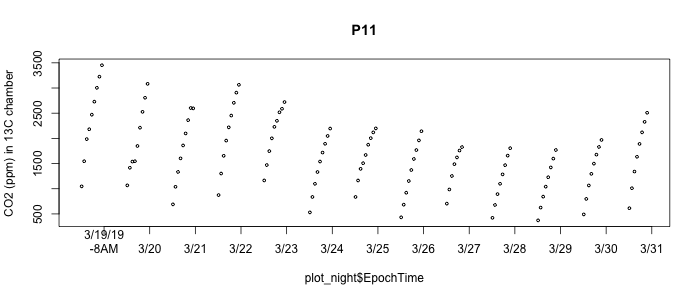 P11
CO2 (ppm) in 13C chamber
3500
2500
1500
500
3/19/19
-8AM 3/20 3/21 3/22 3/23 3/24 3/25 3/26 3/27 3/28 3/29 3/30 3/31
plot_night$EpochTime